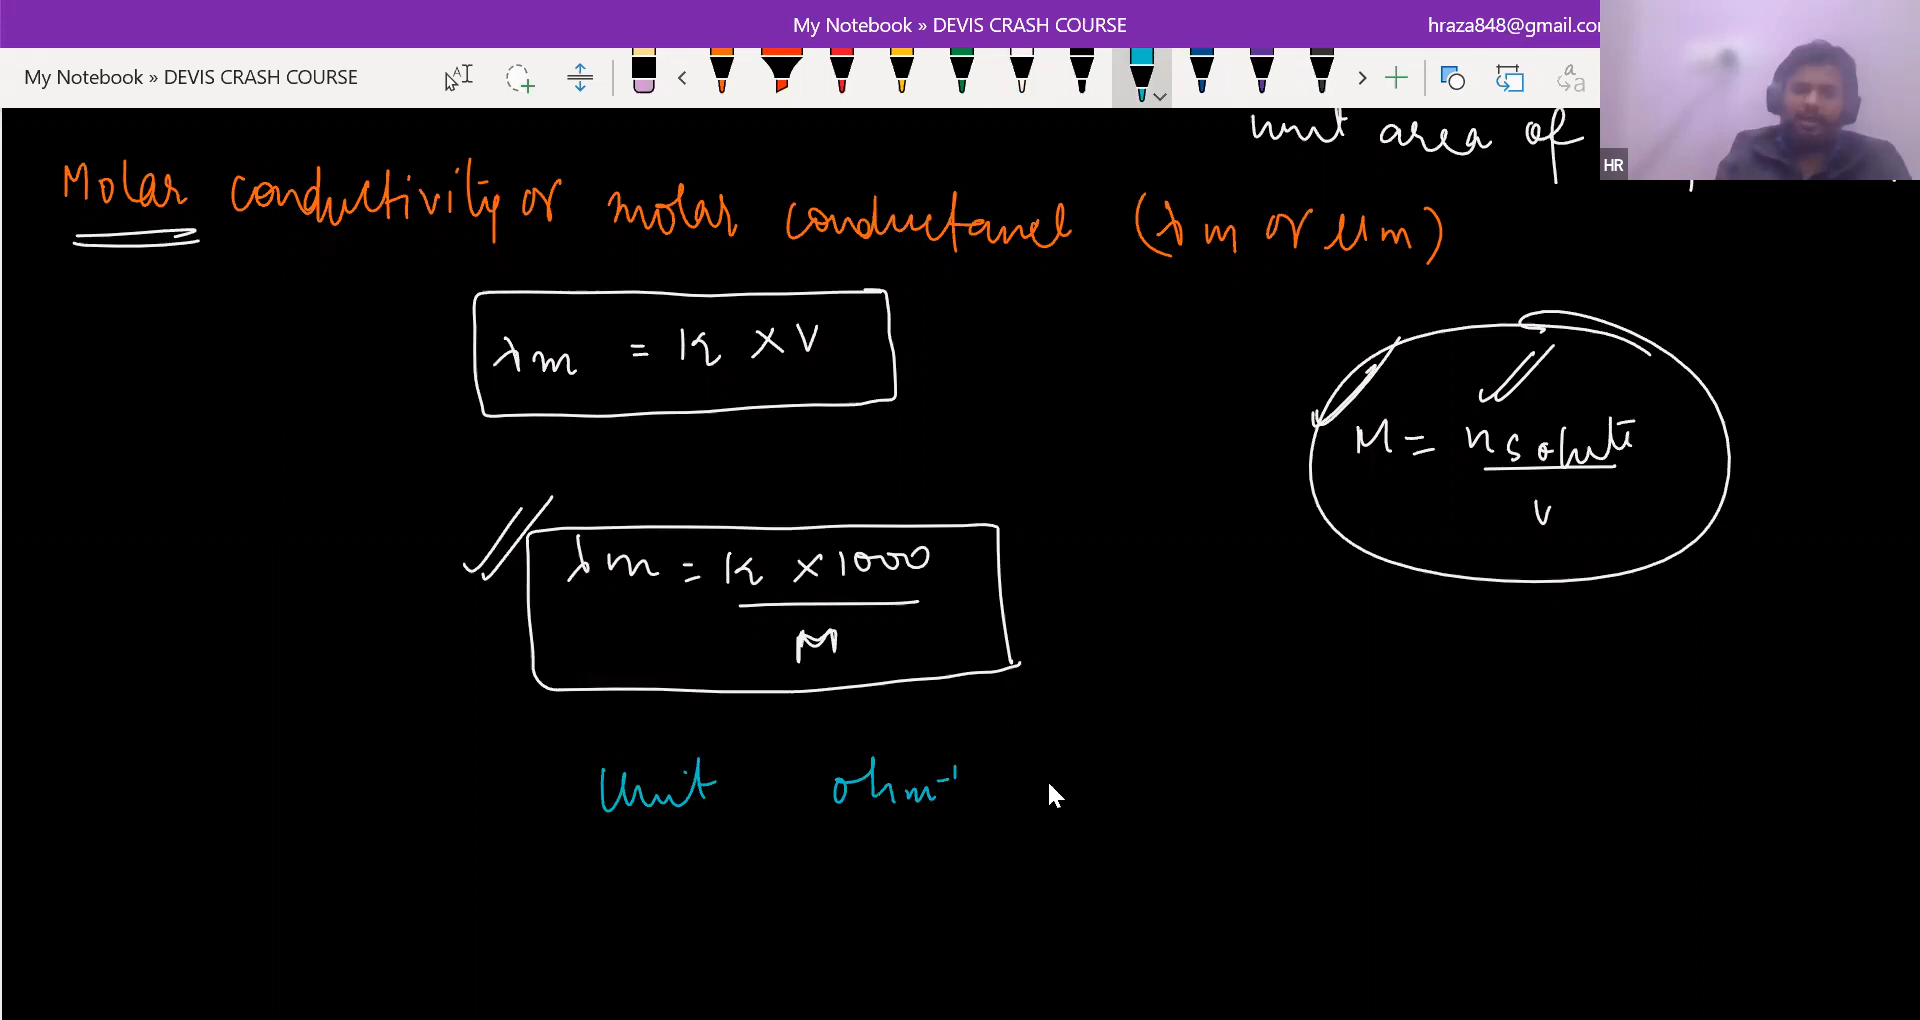 My Notebook » DEVIS CRASH COURSE
hraza848@gmail.co
My Notebook » DEVIS CRASH COURSE
unit area of
HR
Molar conductivity or molar conductance (λm or μm)
λm = K × V
M = nsolute
V
λm = K × 1000
M
Unit ohm⁻¹